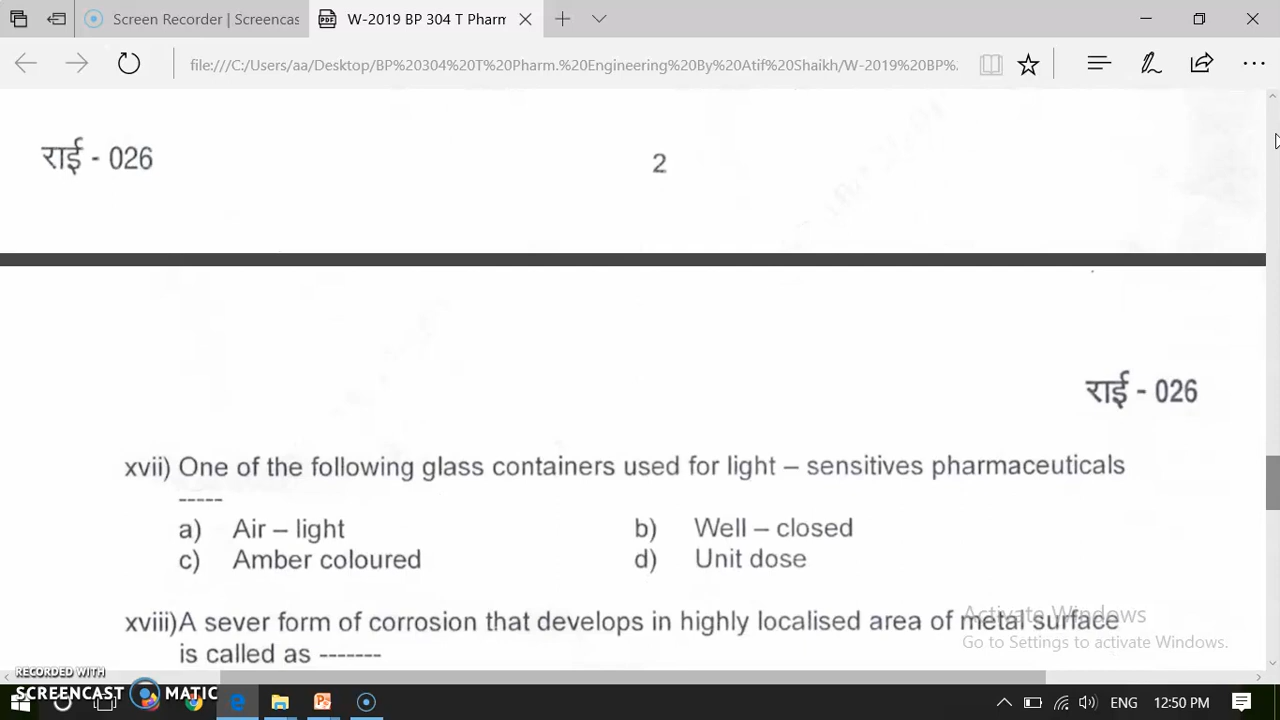 Screen Recorder | Screencas
W-2019 BP 304 T Pharm
file:///C:/Users/aa/Desktop/BP%20304%20T%20Pharm.%20Engineering%20By%20Atif%20Shaikh/W-2019%20BP%.
राई - 026
2
राई - 026
xvii) One of the following glass containers used for light – sensitives pharmaceuticals
-----
a) Air – light b) Well – closed
c) Amber coloured d) Unit dose
xviii)A sever form of corrosion that develops in highly localised area of metal surface
is called as -------
Activate Windows
Go to Settings to activate Windows.
RECORDED WITH
SCREENCAST MATIC
ENG 12:50 PM